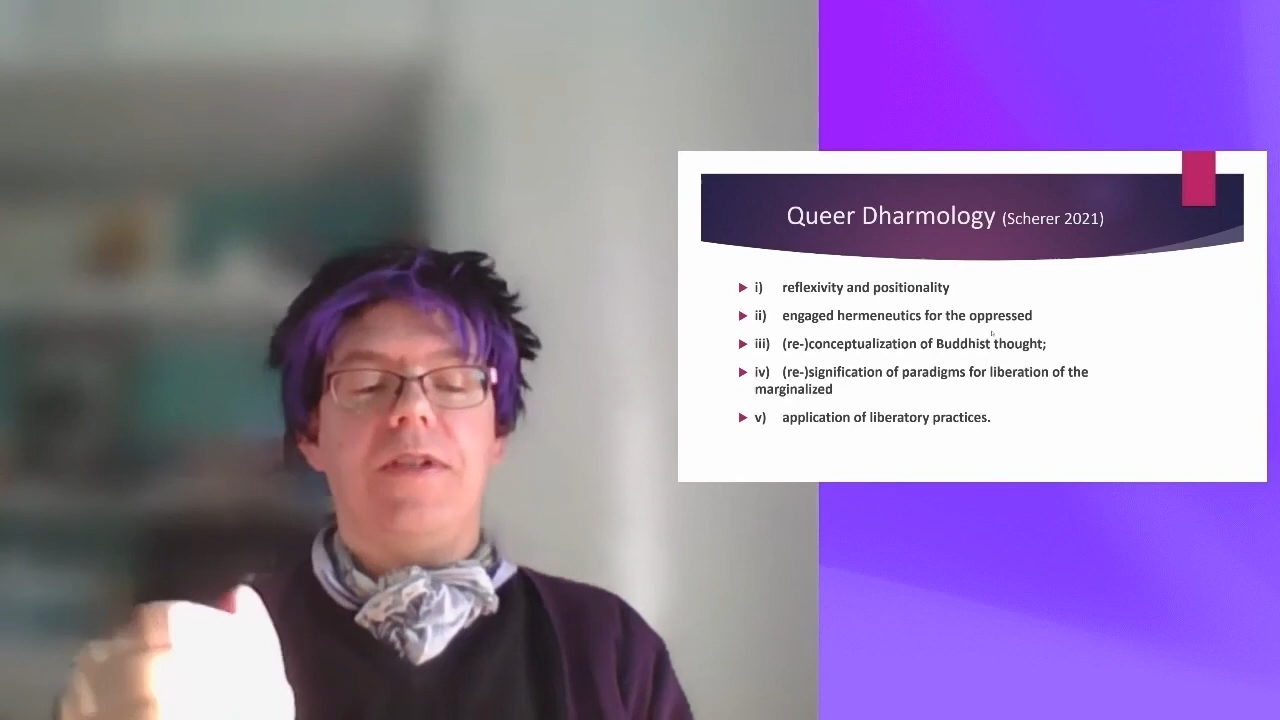 Queer Dharmology (Scherer 2021)
i) reflexivity and positionality
ii) engaged hermeneutics for the oppressed
iii) (re-)conceptualization of Buddhist thought;
iv) (re-)signification of paradigms for liberation of the
marginalized
v) application of liberatory practices.